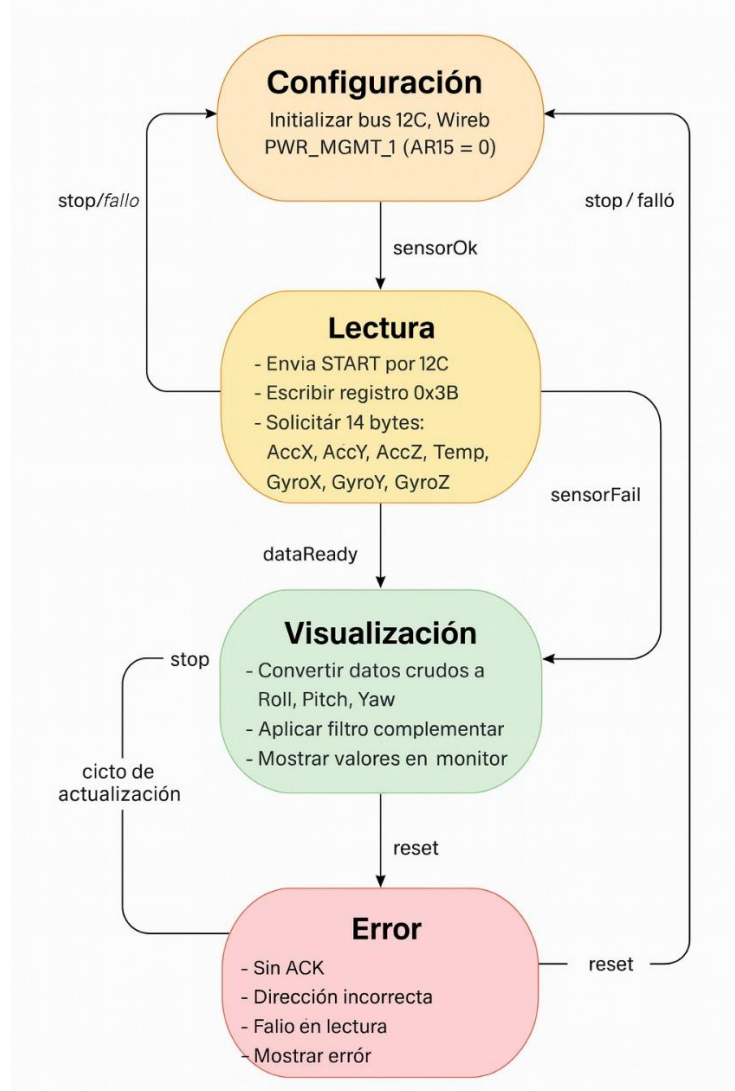 Configuración
Initializar bus 12C, Wireb
PWR_MGMT_1 (AR15 = 0)
stop/fallo
stop / falló
sensorOk
Lectura
- Envia START por 12C
- Escribir registro 0x3B
- Solicitár 14 bytes:
AccX, AccY, AccZ, Temp,
GyroX, GyroY, GyroZ
sensorFail
dataReady
Visualización
- Convertir datos crudos a
Roll, Pitch, Yaw
- Aplicar filtro complementar
- Mostrar valores en monitor
stop
cicto de
actualización
reset
Error
- Sin ACK
- Dirección incorrecta
- Falio en lectura
- Mostrar errór
reset